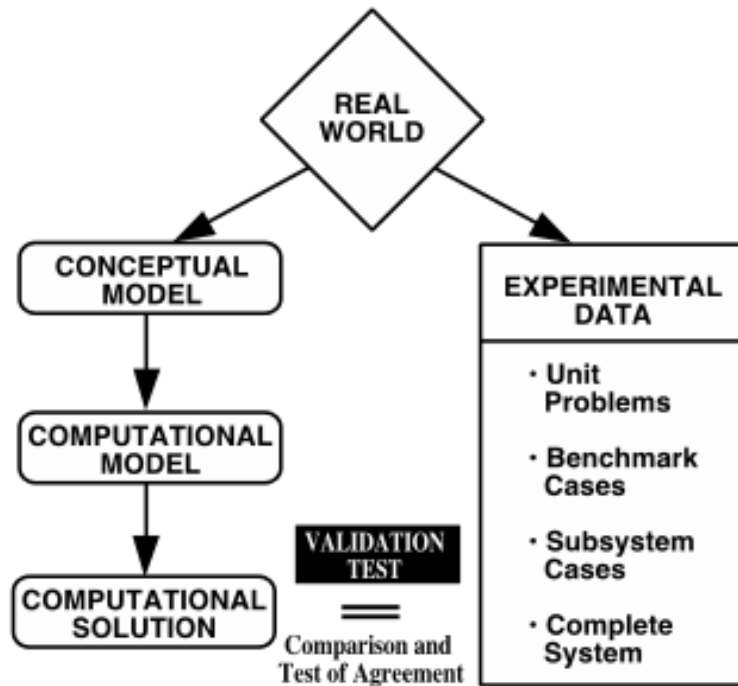 REAL
WORLD
CONCEPTUAL
MODEL
COMPUTATIONAL
MODEL
COMPUTATIONAL
SOLUTION
VALIDATION
TEST
=
Comparison and
Test of Agreement
EXPERIMENTAL
DATA
· Unit
Problems
· Benchmark
Cases
· Subsystem
Cases
· Complete
System